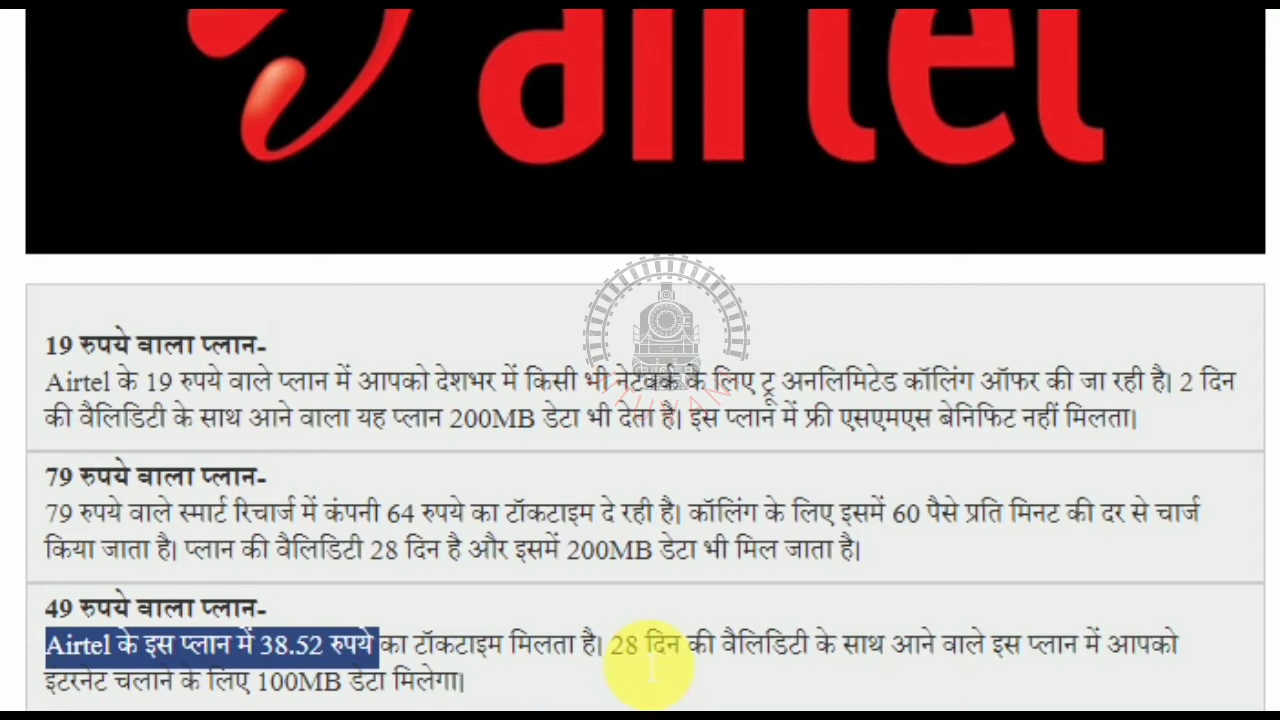 airtel
19 रुपये वाला प्लान-
Airtel के 19 रुपये वाले प्लान में आपको देशभर में किसी भी नेटवर्क के लिए ट्रू अनलिमिटेड कॉलिंग ऑफर की जा रही है। 2 दिन
की वैलिडिटी के साथ आने वाला यह प्लान 200MB डेटा भी देता है। इस प्लान में फ्री एसएमएस बेनिफिट नहीं मिलता।
79 रुपये वाला प्लान-
79 रुपये वाले स्मार्ट रिचार्ज में कंपनी 64 रुपये का टॉकटाइम दे रही है। कॉलिंग के लिए इसमें 60 पैसे प्रति मिनट की दर से चार्ज
किया जाता है। प्लान की वैलिडिटी 28 दिन है और इसमें 200MB डेटा भी मिल जाता है।
49 रुपये वाला प्लान-
Airtel के इस प्लान में 38.52 रुपये का टॉकटाइम मिलता है। 28 दिन की वैलिडिटी के साथ आने वाले इस प्लान में आपको
इटरनेट चलाने के लिए 100MB डेटा मिलेगा।